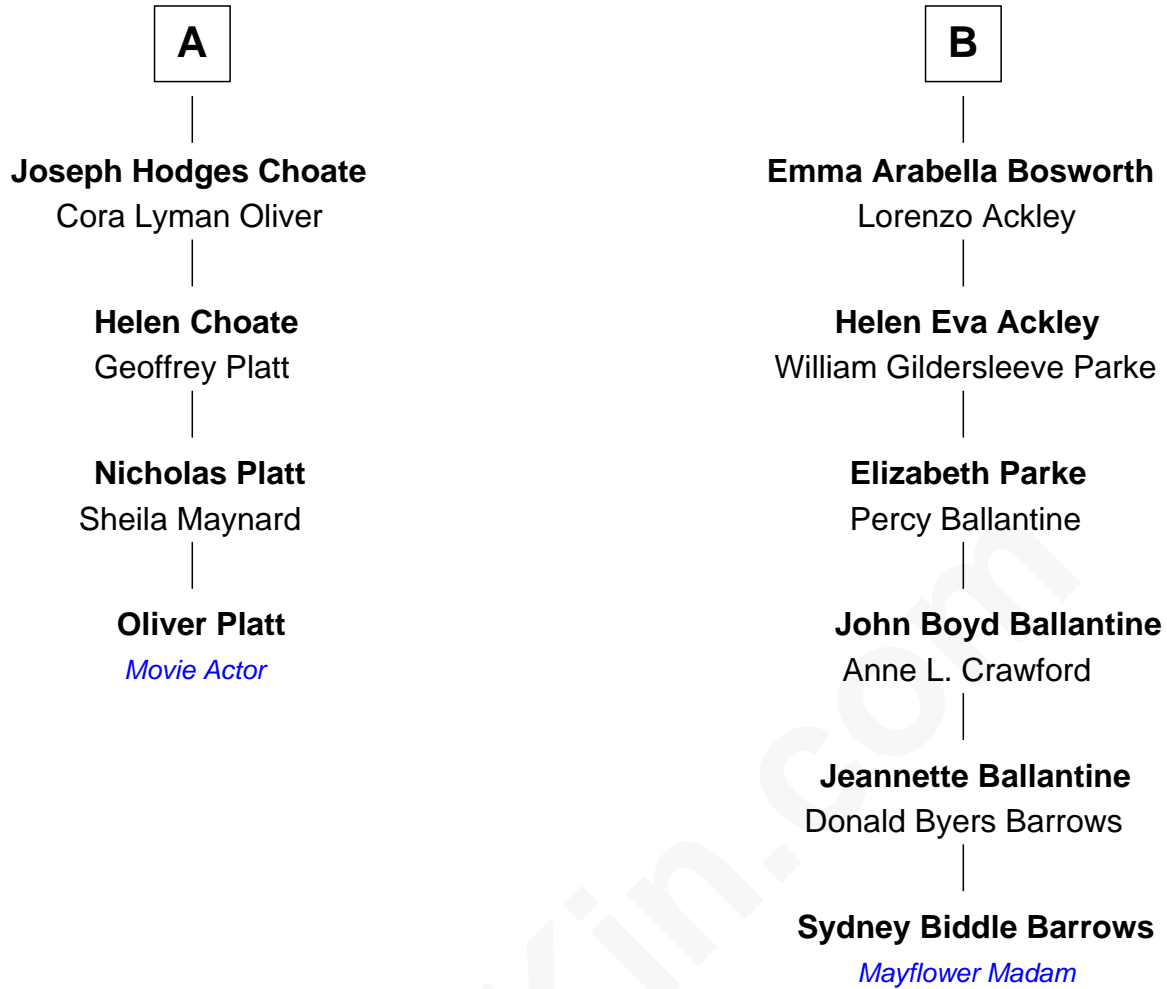 A
Joseph Hodges Choate
Cora Lyman Oliver
Helen Choate
Geoffrey Platt
Nicholas Platt
Sheila Maynard
Oliver Platt
Movie Actor
B
Emma Arabella Bosworth
Lorenzo Ackley
Helen Eva Ackley
William Gildersleeve Parke
Elizabeth Parke
Percy Ballantine
John Boyd Ballantine
Anne L. Crawford
Jeannette Ballantine
Donald Byers Barrows
Sydney Biddle Barrows
Mayflower Madam
Kin.com